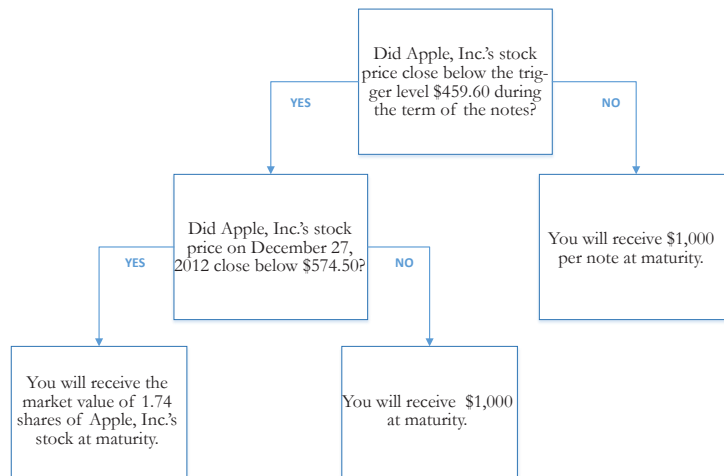 Did Apple, Inc.'s stock
price close below the trig-
ger level $459.60 during
the term of the notes?
YES
NO
Did Apple, Inc.'s stock
price on December 27,
2012 close below $574.50?
You will receive $1,000
per note at maturity.
YES
NO
You will receive the
market value of 1.74
shares of Apple, Inc.'s
stock at maturity.
You will receive $1,000
at maturity.